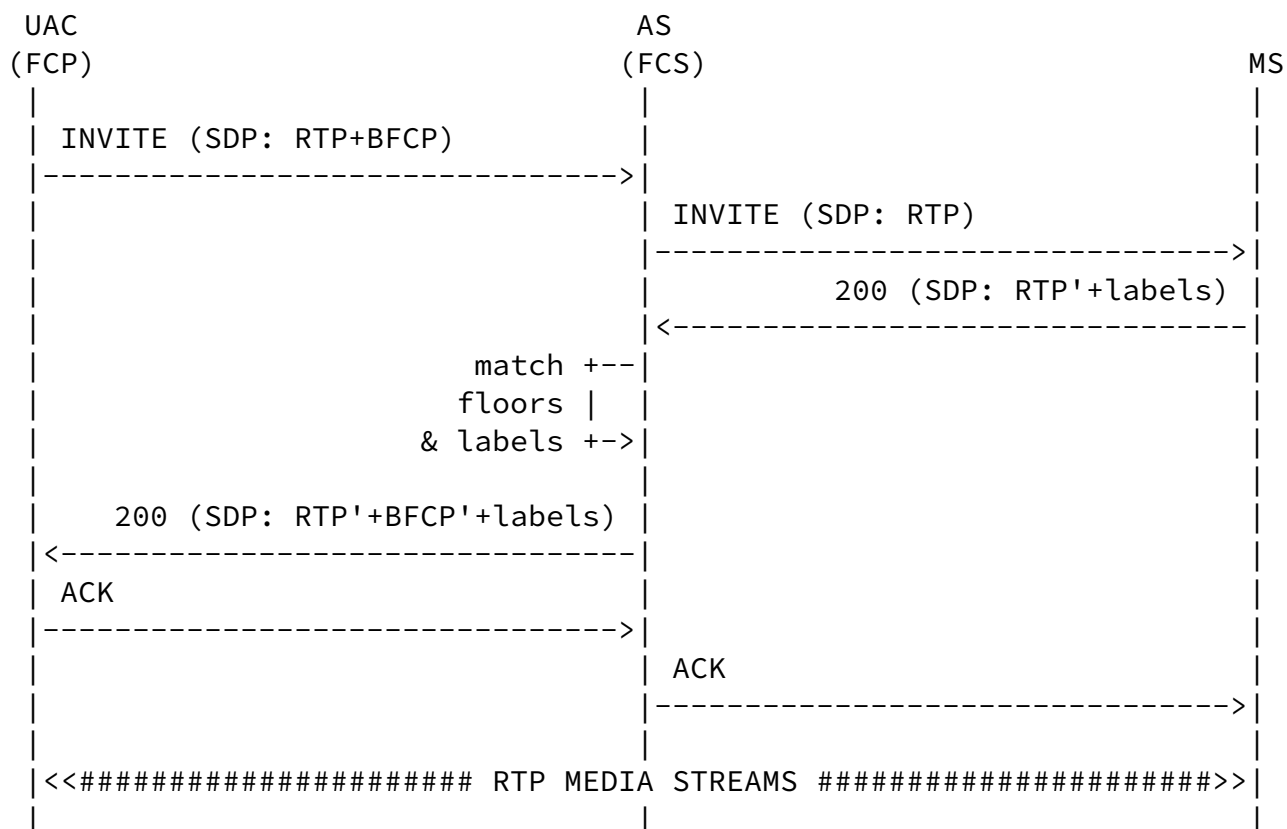 UAC AS
(FCP) (FCS) MS
INVITE (SDP: RTP+BFCP)
INVITE (SDP: RTP)
200 (SDP: RTP'+labels)
match
floors
& labels
200 (SDP: RTP'+BFCP'+labels)
ACK
ACK
RTP MEDIA STREAMS